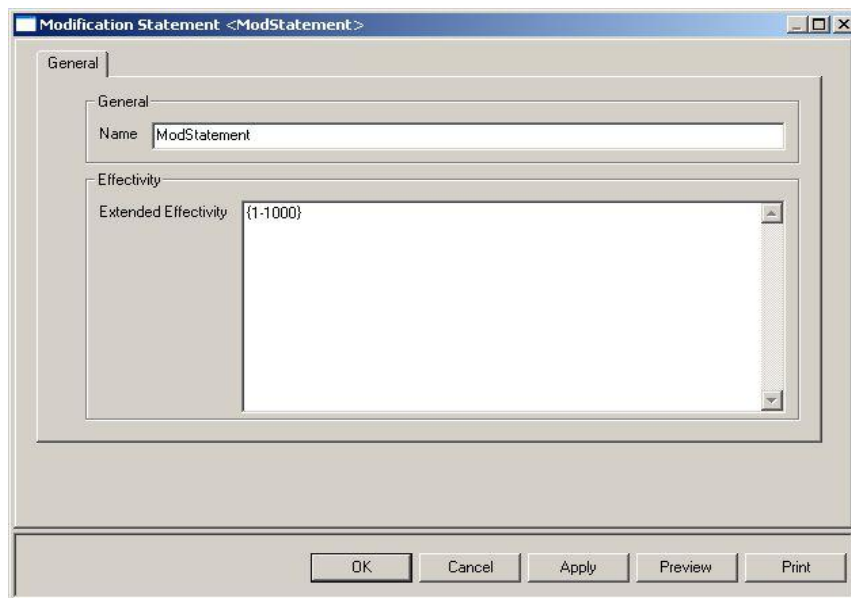 Modification Statement <ModStatement>
General
General
Name ModStatement
Effectivity
Extended Effectivity {1-1000}
OK Cancel Apply Preview Print